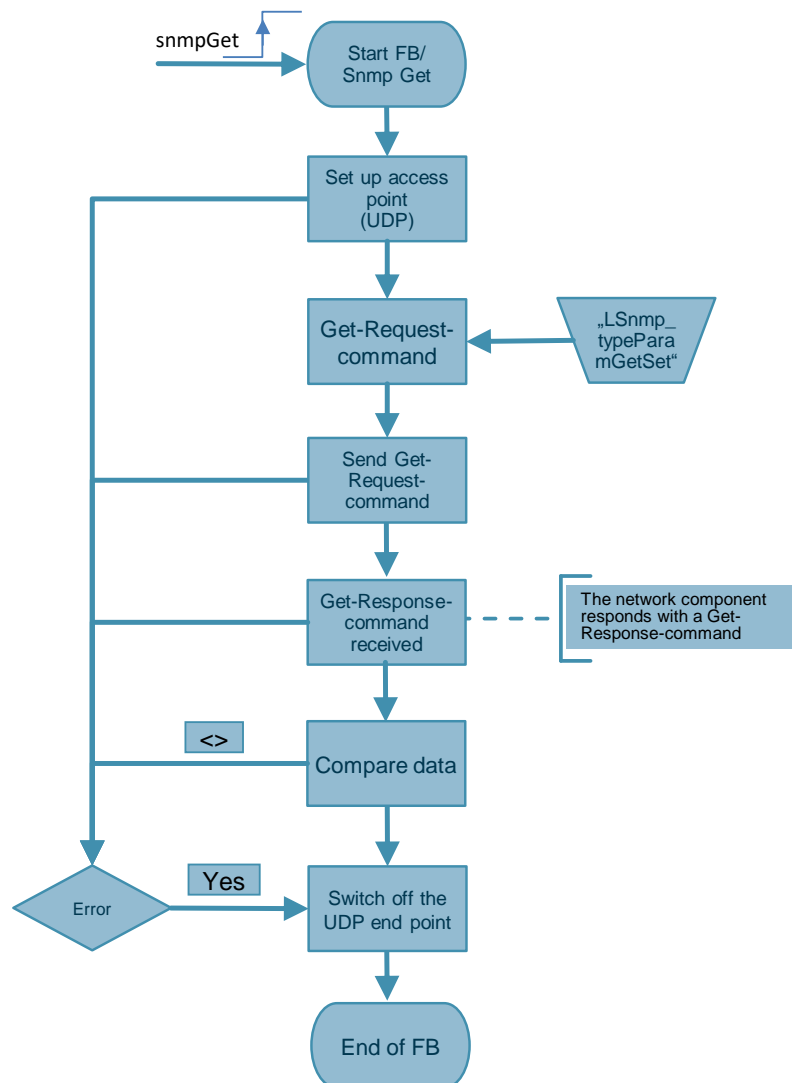 snmpGet
Start FB/
Snmp Get
Set up access
point
(UDP)
Get-Request-
command
„LSnmp_
typePara
mGetSet“
Send Get-
Request-
command
Get-Response-
command
received
The network component
responds with a Get-
Response-command
<>
Compare data
Error
Yes
Switch off the
UDP end point
End of FB